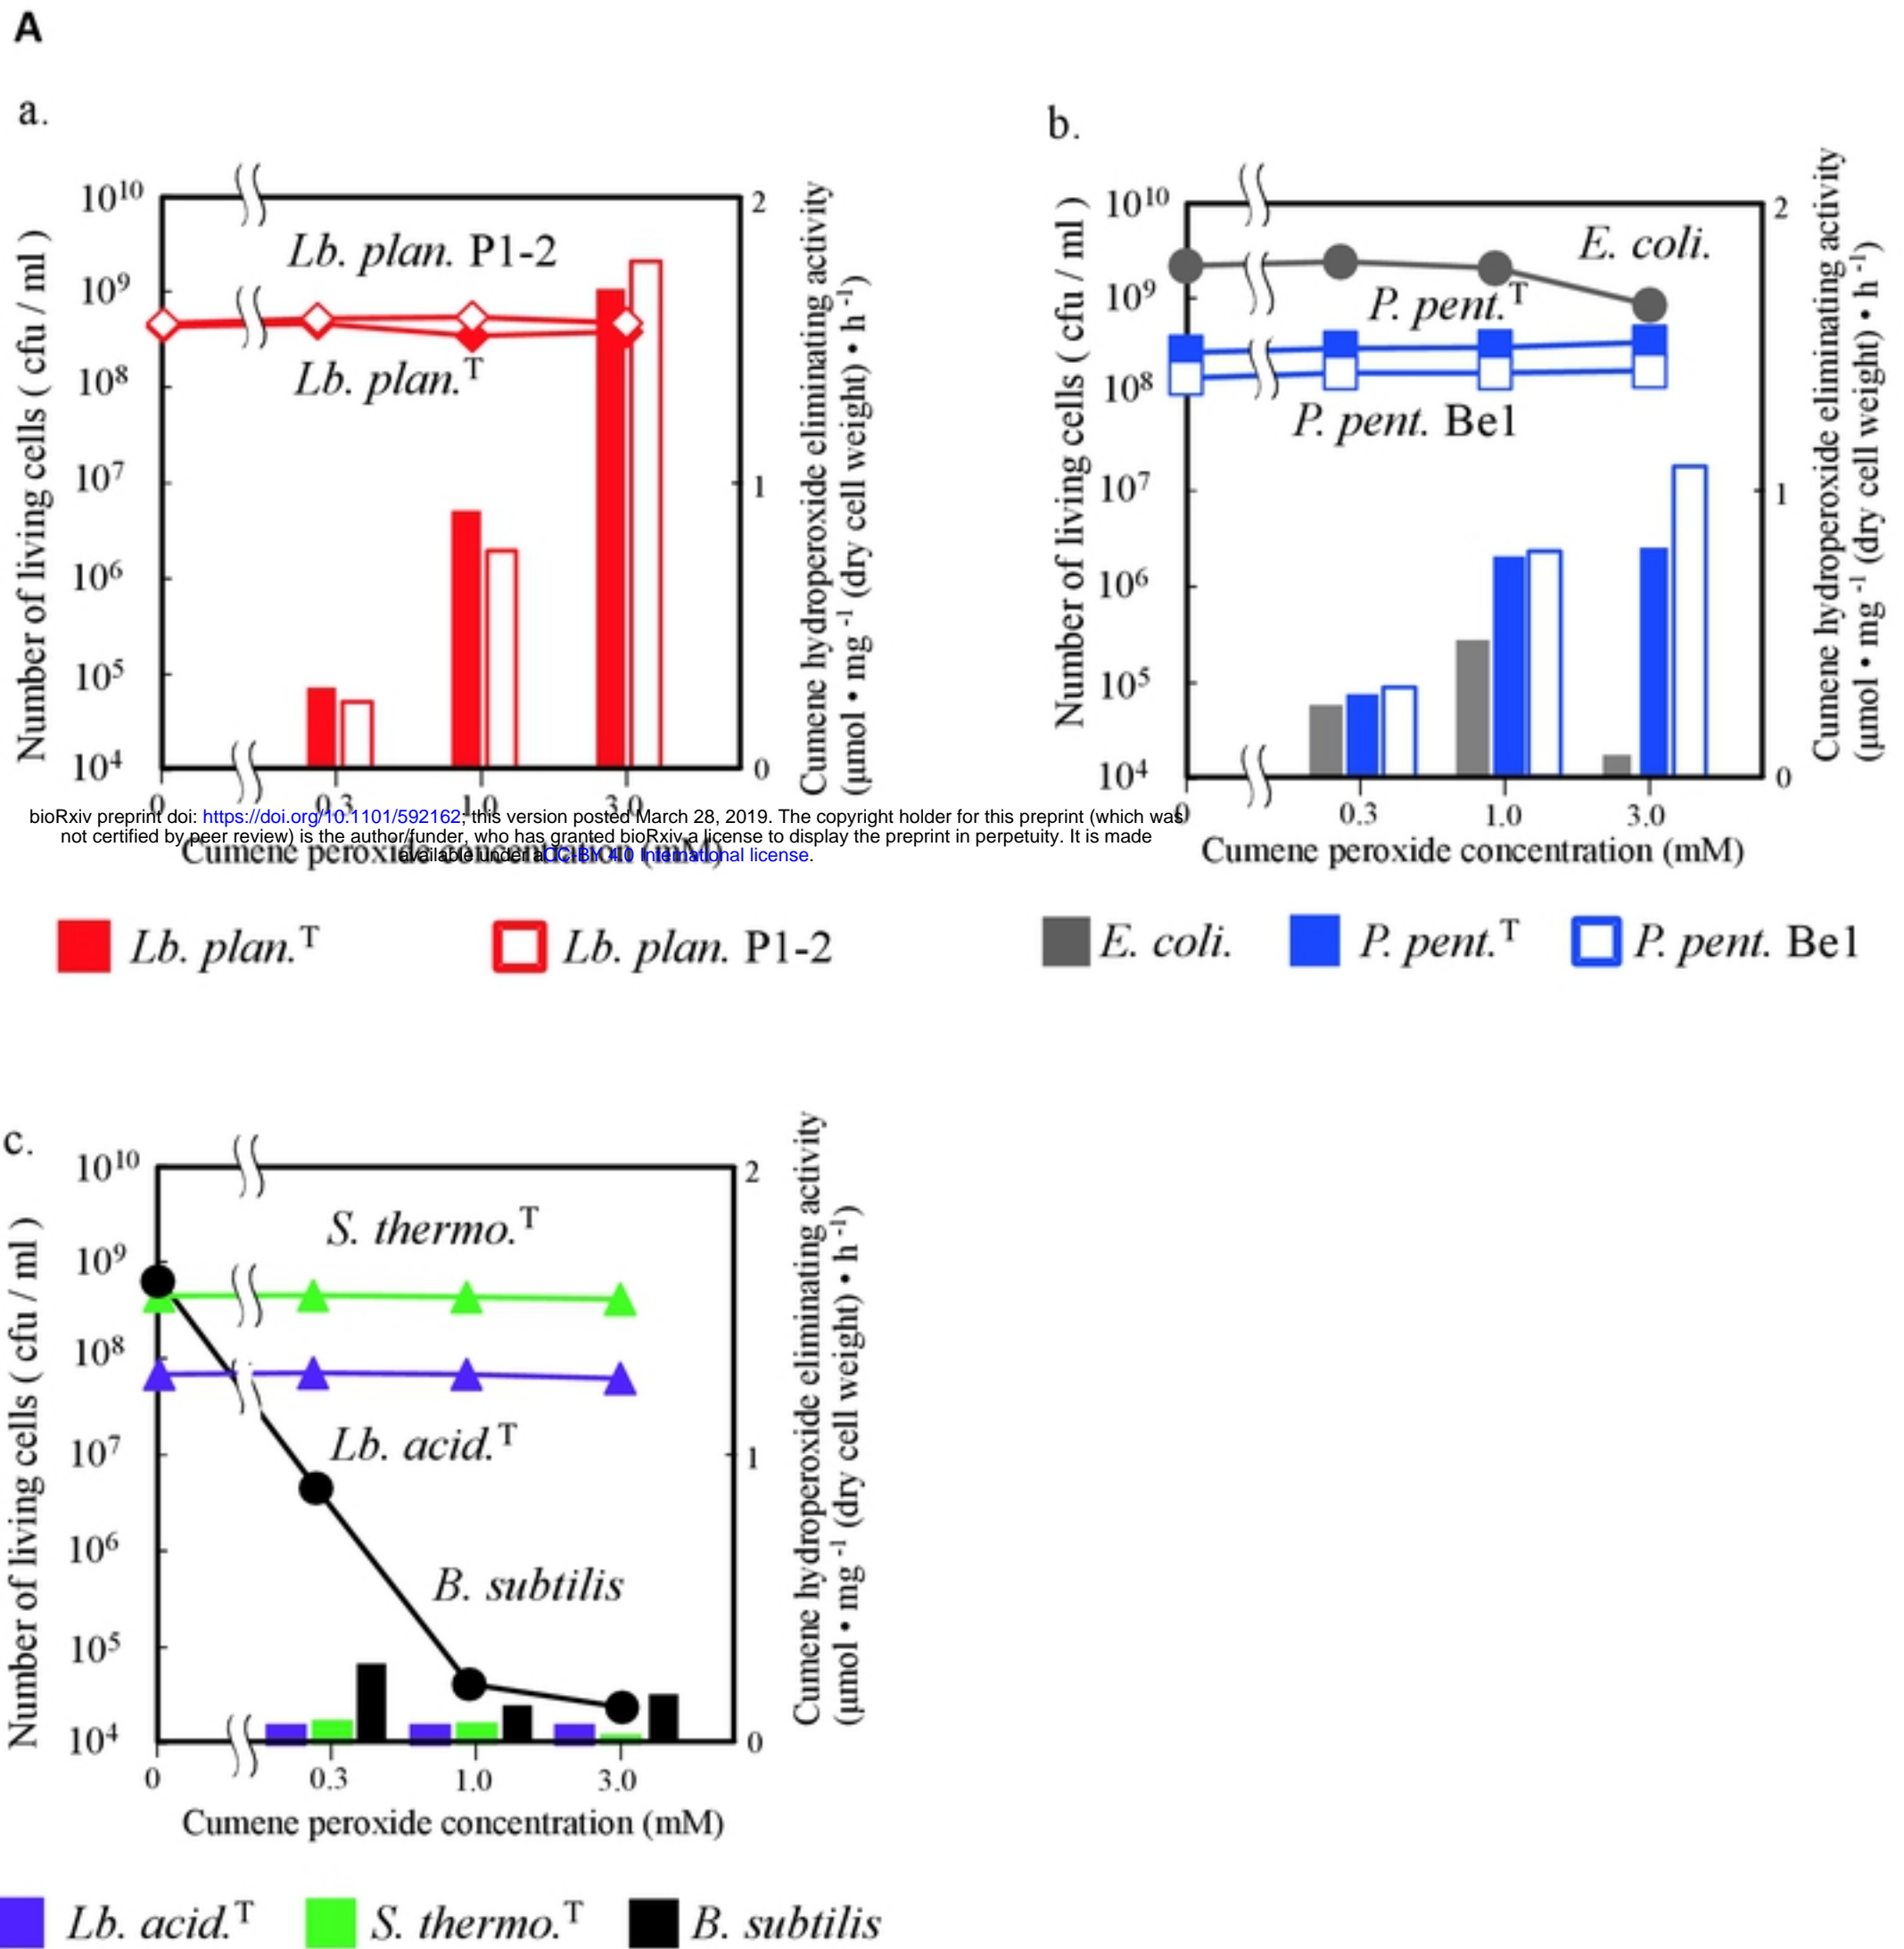 A
a.
10^10
10^9
10^8
10^7
10^6
10^5
10^4
Number of living cells ( cfu / ml )
Lb. plan. P1-2
Lb. plan.^T
2
1
0
Cumene hydroperoxide eliminating activity
(μmol • mg^-1 (dry cell weight) • h^-1)
0 0.3 1.0 3.0
Cumene peroxide concentration (mM)
Lb. plan.^T Lb. plan. P1-2
b.
10^10
10^9
10^8
10^7
10^6
10^5
10^4
Number of living cells ( cfu / ml )
E. coli.
P. pent.^T
P. pent. Be1
2
1
0
Cumene hydroperoxide eliminating activity
(μmol • mg^-1 (dry cell weight) • h^-1)
0 0.3 1.0 3.0
Cumene peroxide concentration (mM)
E. coli. P. pent.^T P. pent. Be1
bioRxiv preprint doi: https://doi.org/10.1101/592162; this version posted March 28, 2019. The copyright holder for this preprint (which was
not certified by peer review) is the author/funder, who has granted bioRxiv a license to display the preprint in perpetuity. It is made
available under aCC-BY 4.0 International license.
c.
10^10
10^9
10^8
10^7
10^6
10^5
10^4
Number of living cells ( cfu / ml )
S. thermo.^T
Lb. acid.^T
B. subtilis
2
1
0
Cumene hydroperoxide eliminating activity
(μmol • mg^-1 (dry cell weight) • h^-1)
0 0.3 1.0 3.0
Cumene peroxide concentration (mM)
Lb. acid.^T S. thermo.^T B. subtilis